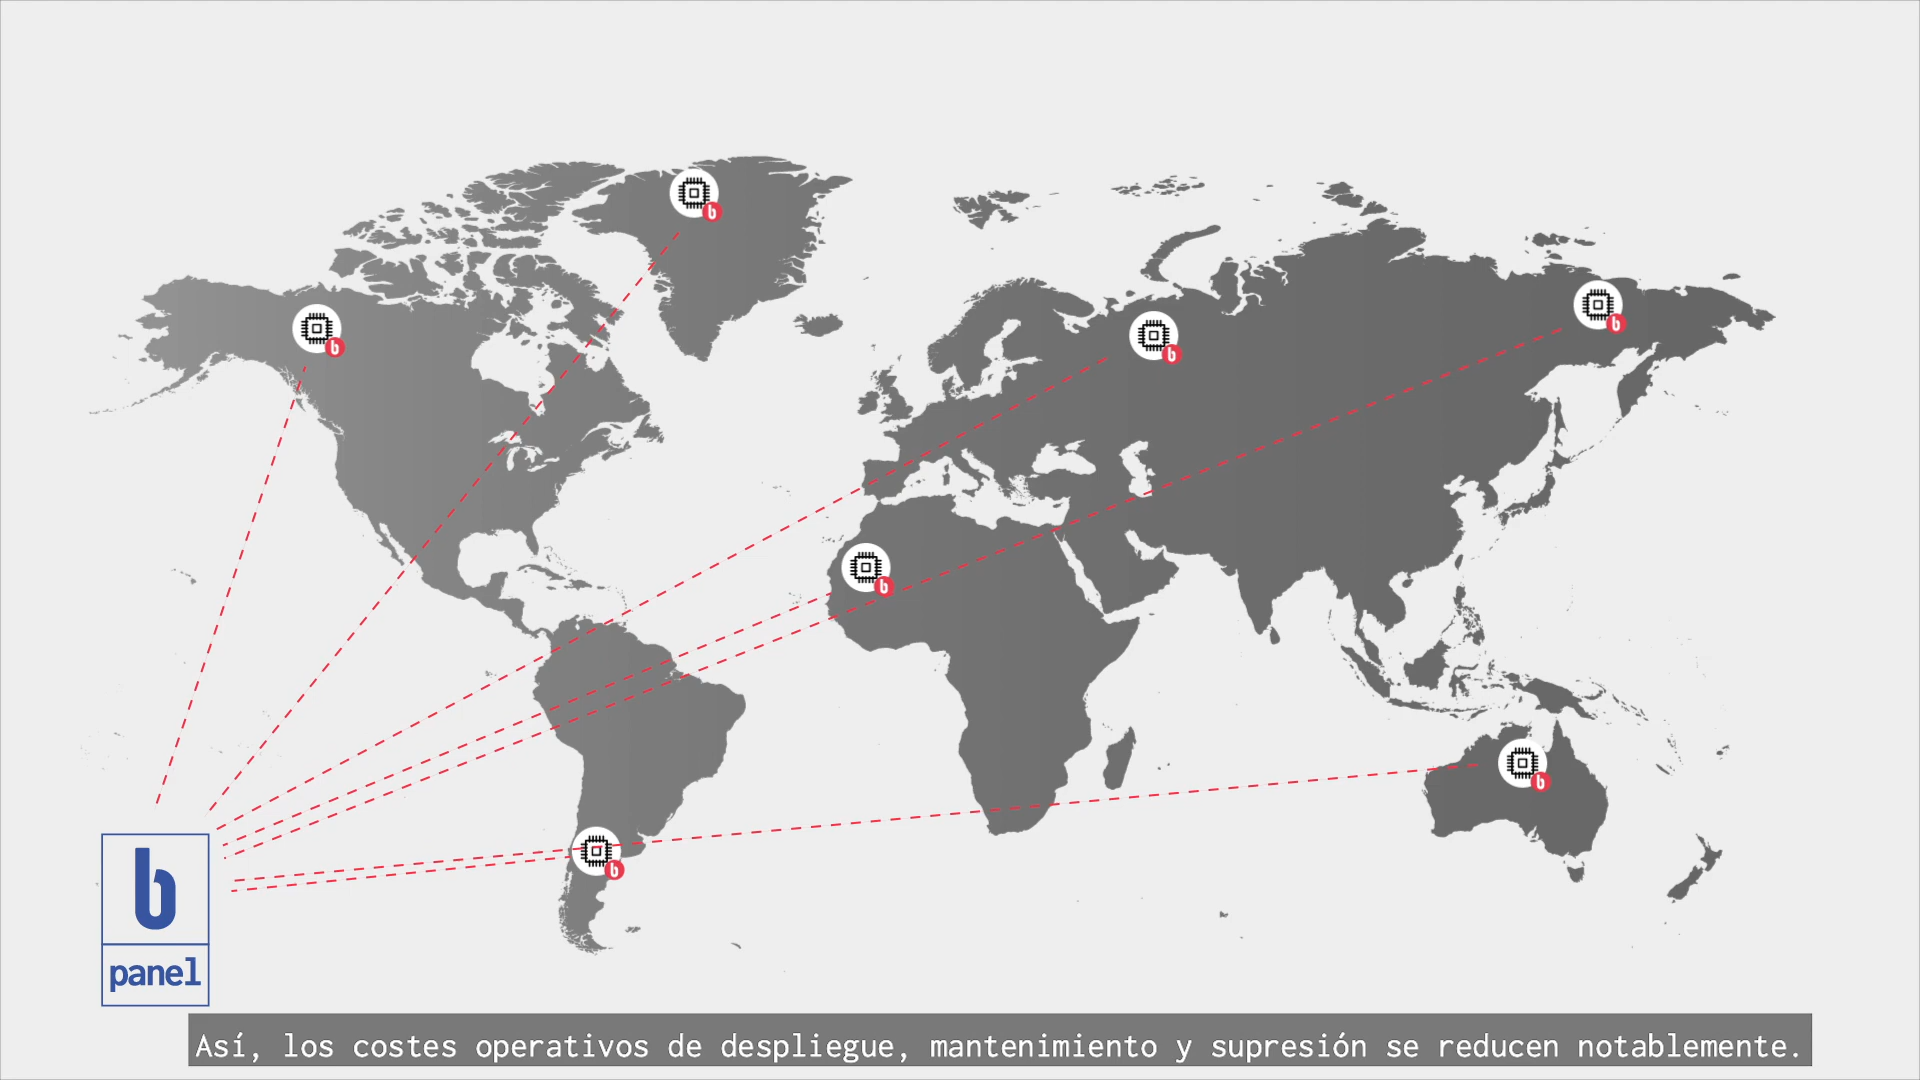 b
b
b
b
b
b
b
b
panel
Así, los costes operativos de despliegue, mantenimiento y supresión se reducen notablemente.